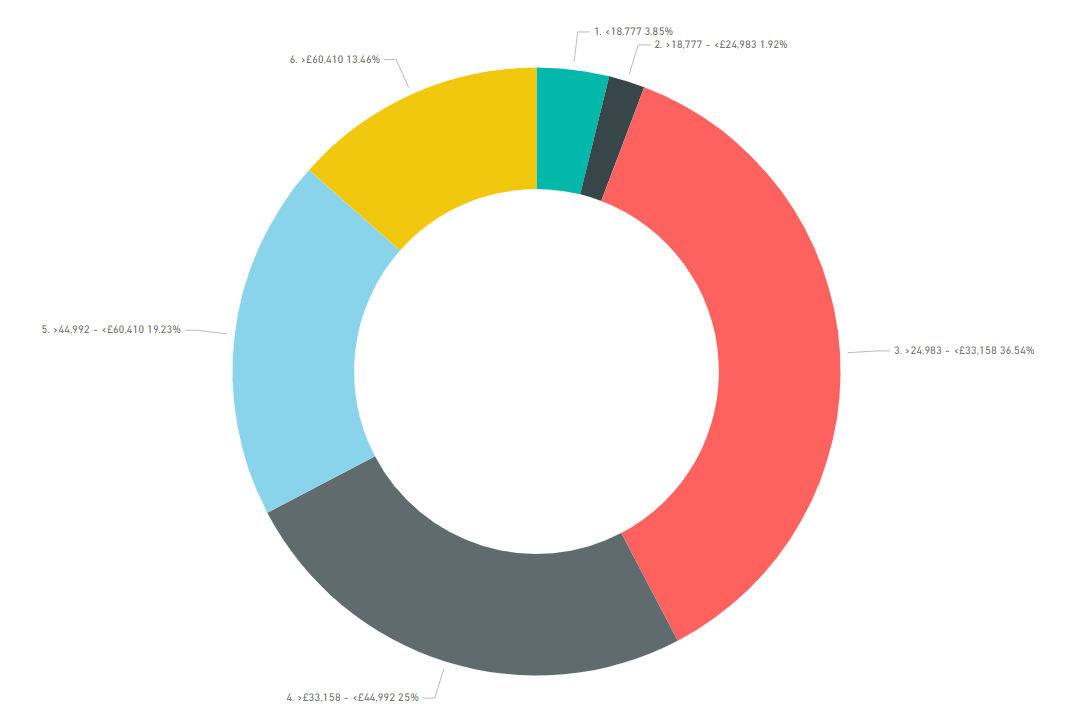 1. <18,777 3.85%
2. >18,777 - <£24,983 1.92%
6. >£60,410 13.46%
5. >44,992 - <£60,410 19.23%
3. >24,983 - <£33,158 36.54%
4. >£33,158 - <£44,992 25%